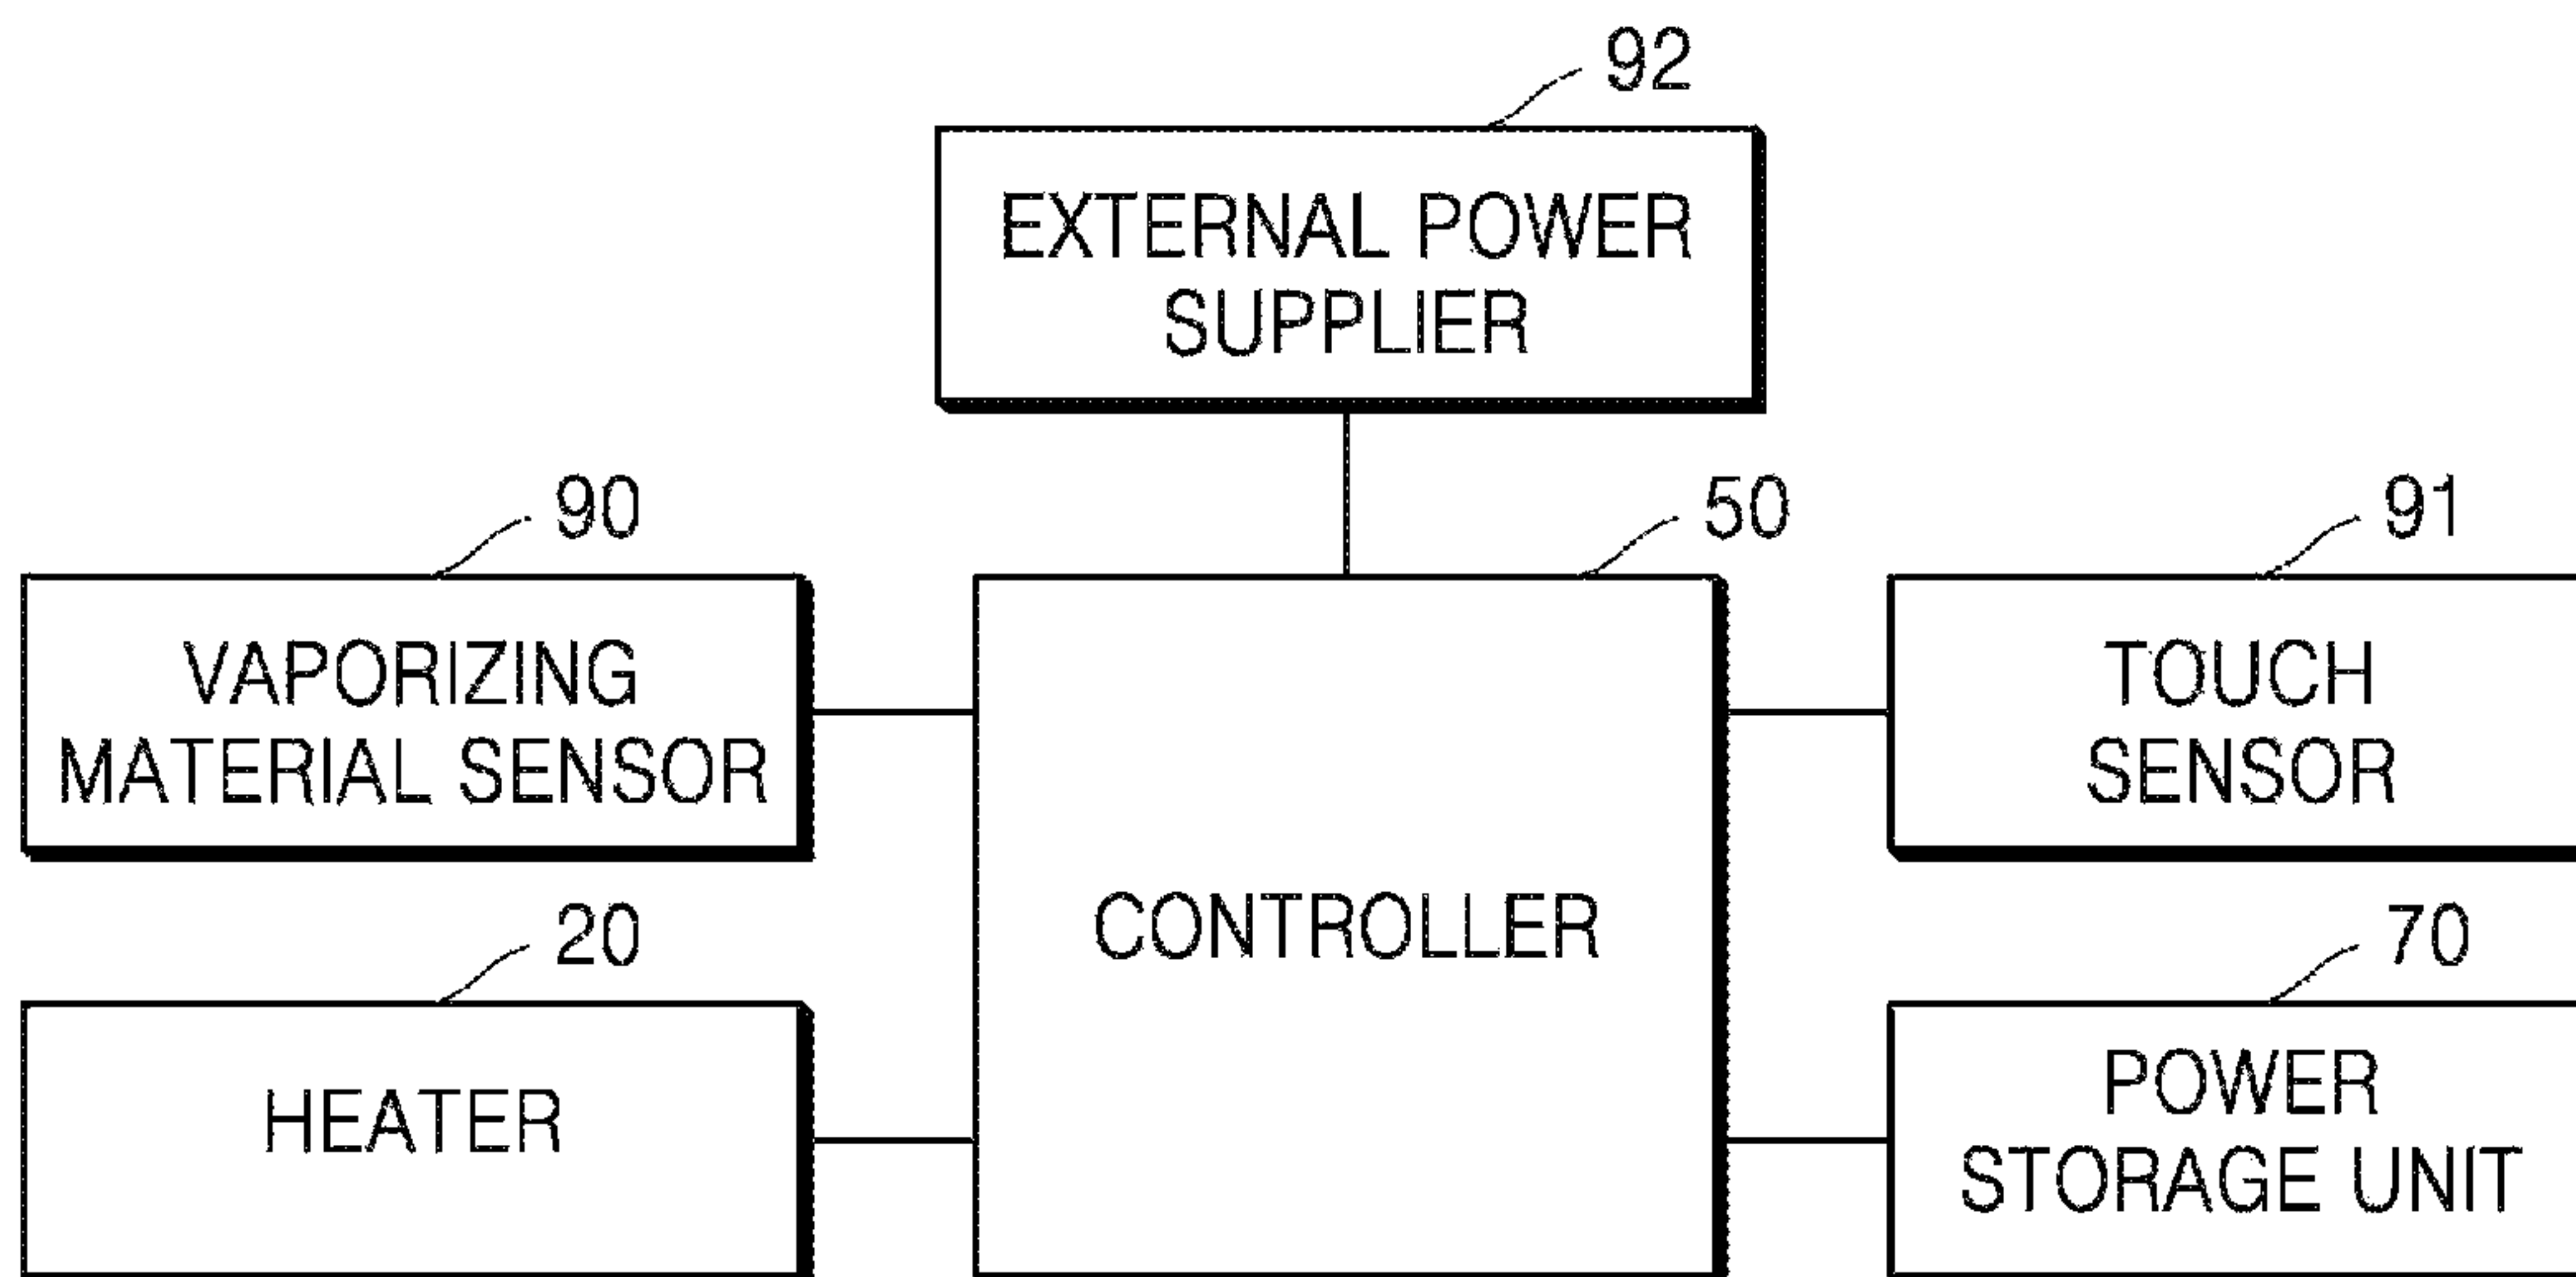 92
EXTERNAL POWER
SUPPLIER
90
VAPORIZING
MATERIAL SENSOR
50
CONTROLLER
91
TOUCH
SENSOR
20
HEATER
70
POWER
STORAGE UNIT